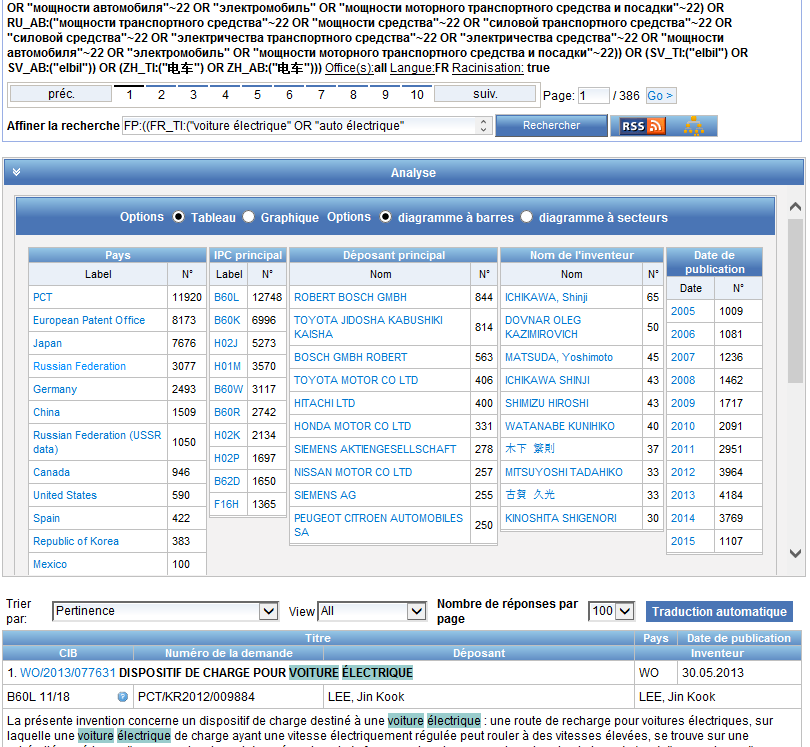 OR "мощности автомобиля"~22 OR "электромобиль" OR "мощности моторного транспортного средства и посадки"~22) OR
RU_AB:("мощности транспортного средства"~22 OR "мощности средства"~22 OR "силовой транспортного средства"~22 OR
"силовой средства"~22 OR "электричества транспортного средства"~22 OR "электричества средства"~22 OR "мощности
автомобиля"~22 OR "электромобиль" OR "мощности моторного транспортного средства и посадки"~22)) OR (SV_TI:("elbil") OR
SV_AB:("elbil")) OR (ZH_TI:("电车") OR ZH_AB:("电车"))) Office(s):all Langue:FR Racinisation: true
préc. 1 2 3 4 5 6 7 8 9 10 suiv. Page: 1 / 386 Go >
Affiner la recherche FP:((FR_TI:("voiture électrique" OR "auto électrique" Rechercher RSS
Analyse
Options Tableau Graphique Options diagramme à barres diagramme à secteurs
Pays
Label N°
PCT 11920
European Patent Office 8173
Japan 7676
Russian Federation 3077
Germany 2493
China 1509
Russian Federation (USSR
data) 1050
Canada 946
United States 590
Spain 422
Republic of Korea 383
Mexico 100
IPC principal
Label N°
B60L 12748
B60K 6996
H02J 5273
H01M 3570
B60W 3117
B60R 2742
H02K 2134
H02P 1697
B62D 1650
F16H 1365
Déposant principal
Nom N°
ROBERT BOSCH GMBH 844
TOYOTA JIDOSHA KABUSHIKI
KAISHA 814
BOSCH GMBH ROBERT 563
TOYOTA MOTOR CO LTD 406
HITACHI LTD 400
HONDA MOTOR CO LTD 331
SIEMENS AKTIENGESELLSCHAFT 278
NISSAN MOTOR CO LTD 257
SIEMENS AG 255
PEUGEOT CITROEN AUTOMOBILES
SA 250
Nom de l'inventeur
Nom N°
ICHIKAWA, Shinji 65
DOVNAR OLEG
KAZIMIROVICH 50
MATSUDA, Yoshimoto 45
ICHIKAWA SHINJI 43
SHIMIZU HIROSHI 43
WATANABE KUNIHIKO 40
木下 繁則 37
MITSUYOSHI TADAHIKO 33
古賀 久光 33
KINOSHITA SHIGENORI 30
Date de
publication
Date N°
2005 1009
2006 1081
2007 1236
2008 1462
2009 1717
2010 2091
2011 2951
2012 3964
2013 4184
2014 3769
2015 1107
Trier
par: Pertinence View All Nombre de réponses par
page 100 Traduction automatique
Titre Pays Date de publication
CIB Numéro de la demande Déposant Inventeur
1. WO/2013/077631 DISPOSITIF DE CHARGE POUR VOITURE ÉLECTRIQUE WO 30.05.2013
B60L 11/18 PCT/KR2012/009884 LEE, Jin Kook LEE, Jin Kook
La présente invention concerne un dispositif de charge destiné à une voiture électrique : une route de recharge pour voitures électriques, sur
laquelle une voiture électrique de charge ayant une vitesse électriquement régulée peut rouler à des vitesses élevées, se trouve sur une